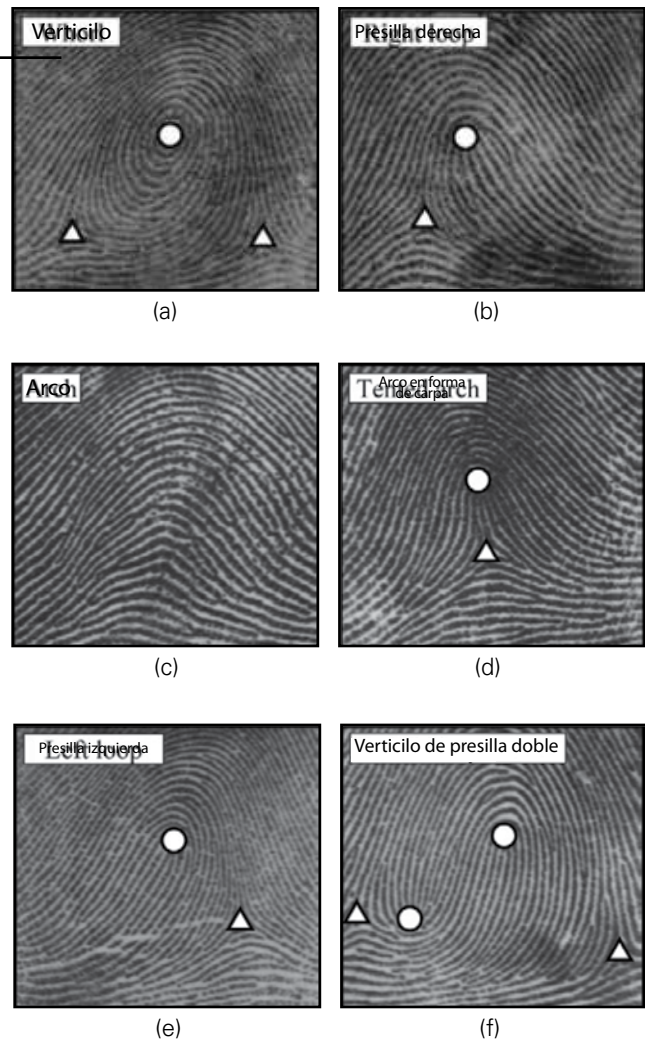 Verticilo
Presilla derecha
(a)
(b)
Arco
Arco en forma
de carpa
(c)
(d)
Presilla izquierda
Verticilo de presilla doble
(e)
(f)